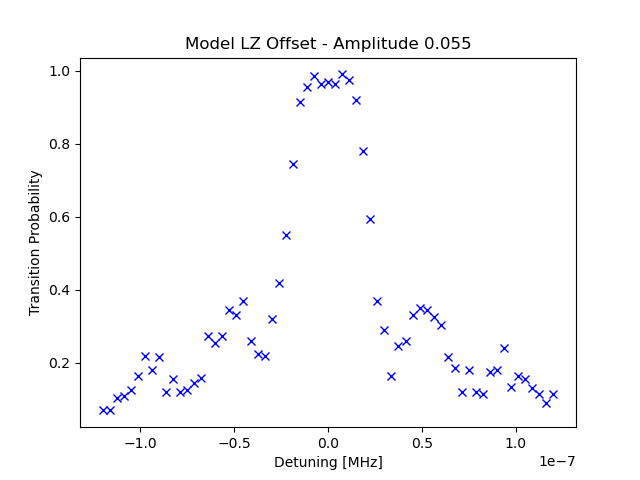 Model LZ Offset - Amplitude 0.055
1.0
0.8
0.6
0.4
0.2
Transition Probability
−1.0 −0.5 0.0 0.5 1.0
1e−7
Detuning [MHz]